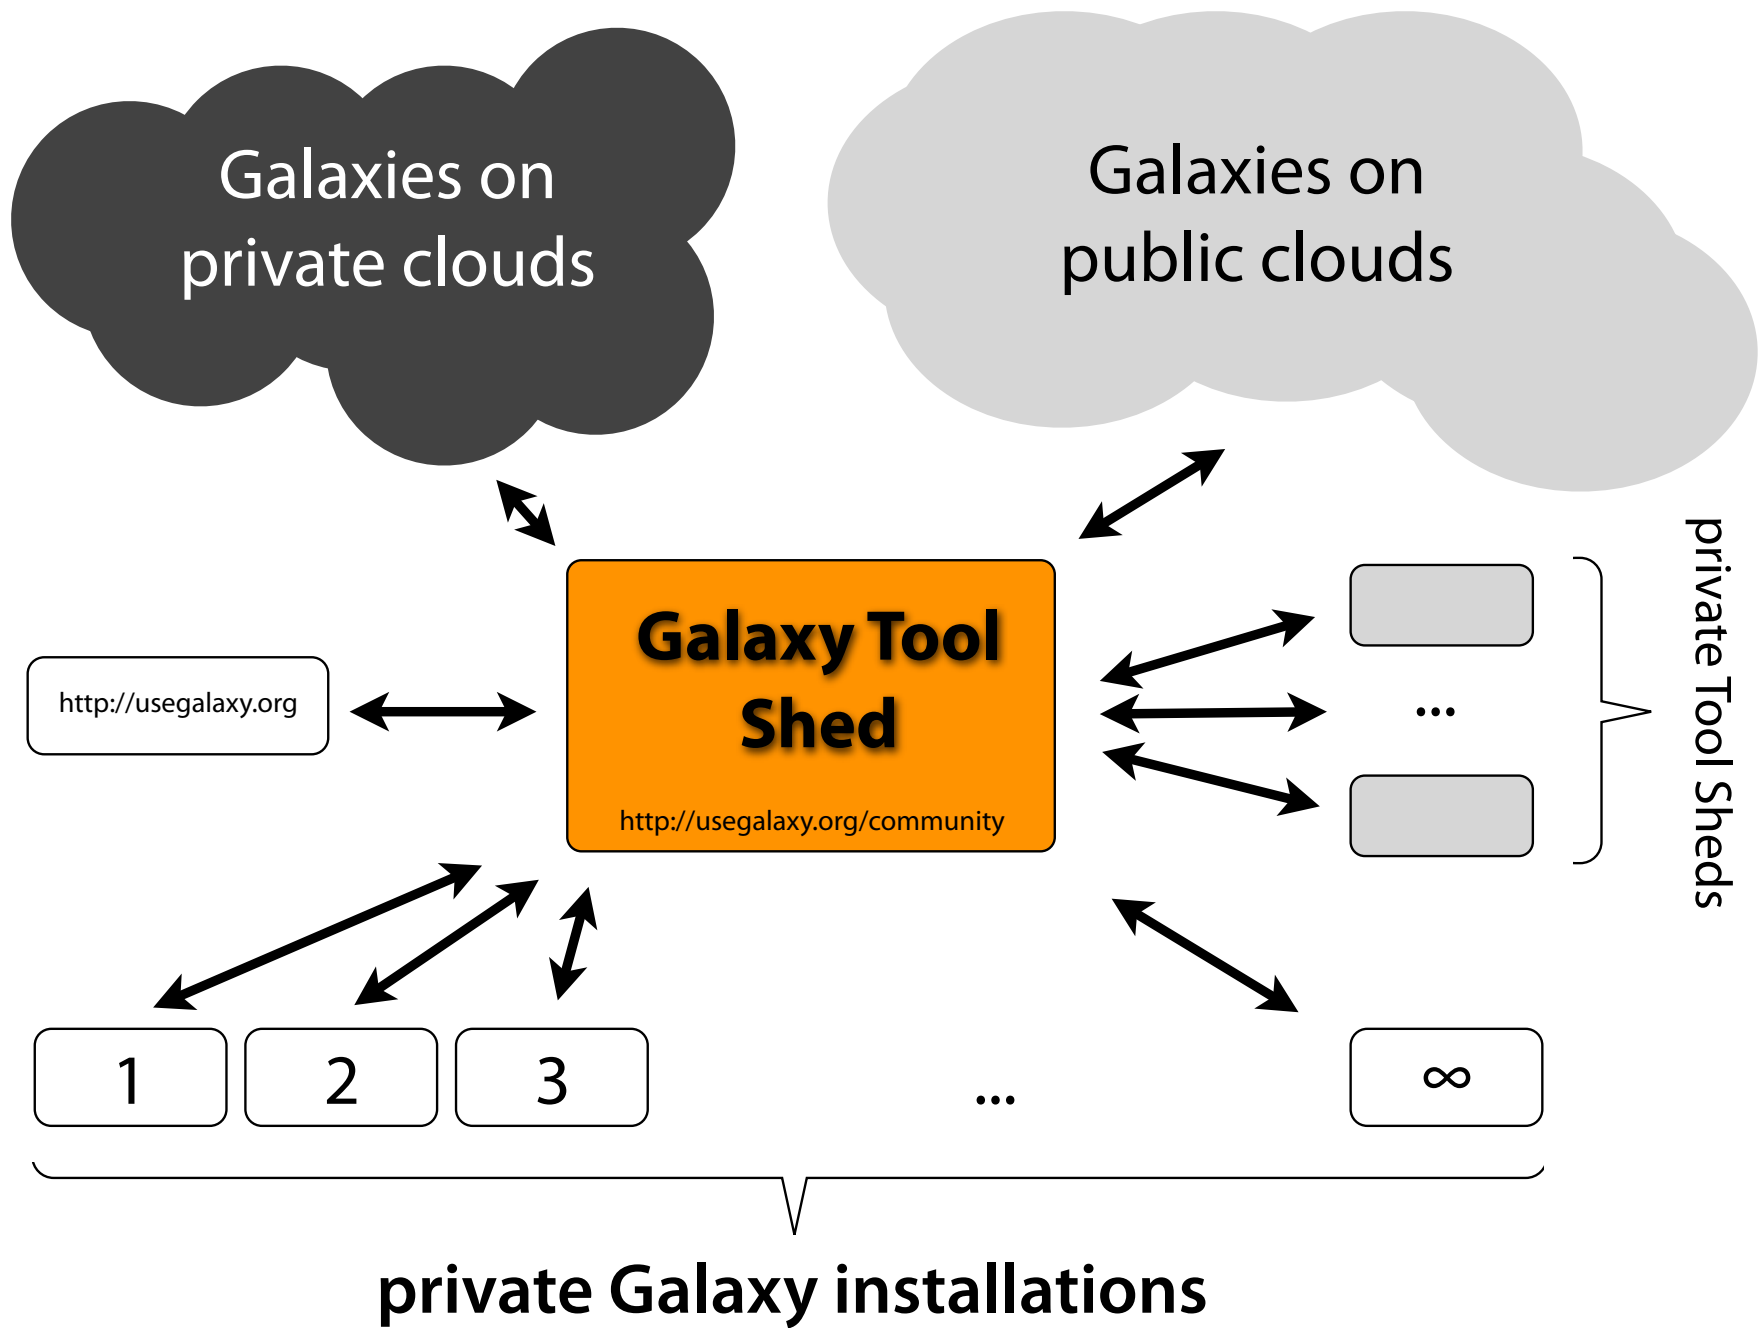 Galaxies on
private clouds
Galaxies on
public clouds
Galaxy Tool
Shed
http://usegalaxy.org/community
http://usegalaxy.org
...
private Tool Sheds
1
2
3
...
∞
private Galaxy installations